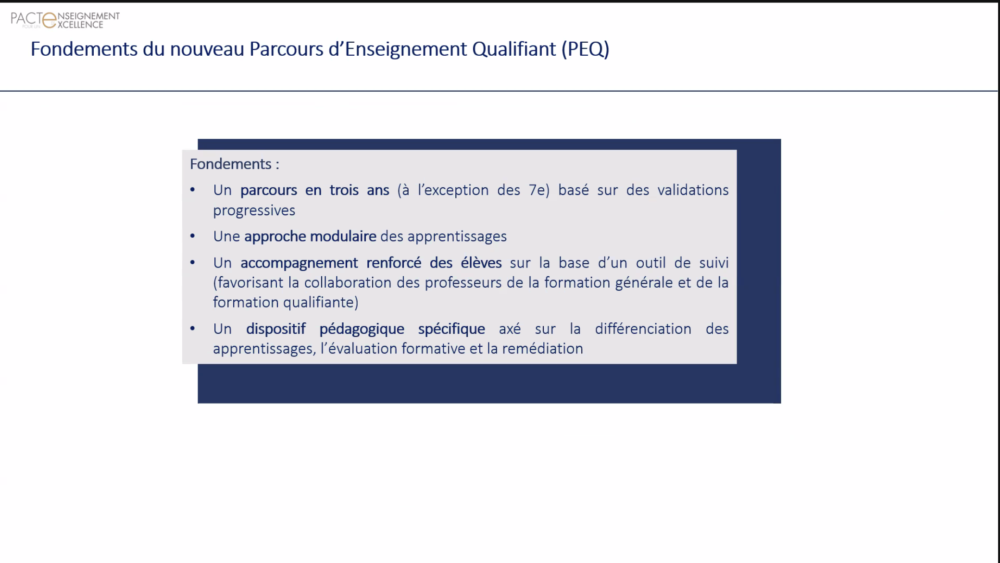 PACTeNSEIGNEMENT
POUR UN XCELLENCE
Fondements du nouveau Parcours d’Enseignement Qualifiant (PEQ)
Fondements :
• Un parcours en trois ans (à l’exception des 7e) basé sur des validations
progressives
• Une approche modulaire des apprentissages
• Un accompagnement renforcé des élèves sur la base d’un outil de suivi
(favorisant la collaboration des professeurs de la formation générale et de la
formation qualifiante)
• Un dispositif pédagogique spécifique axé sur la différenciation des
apprentissages, l’évaluation formative et la remédiation